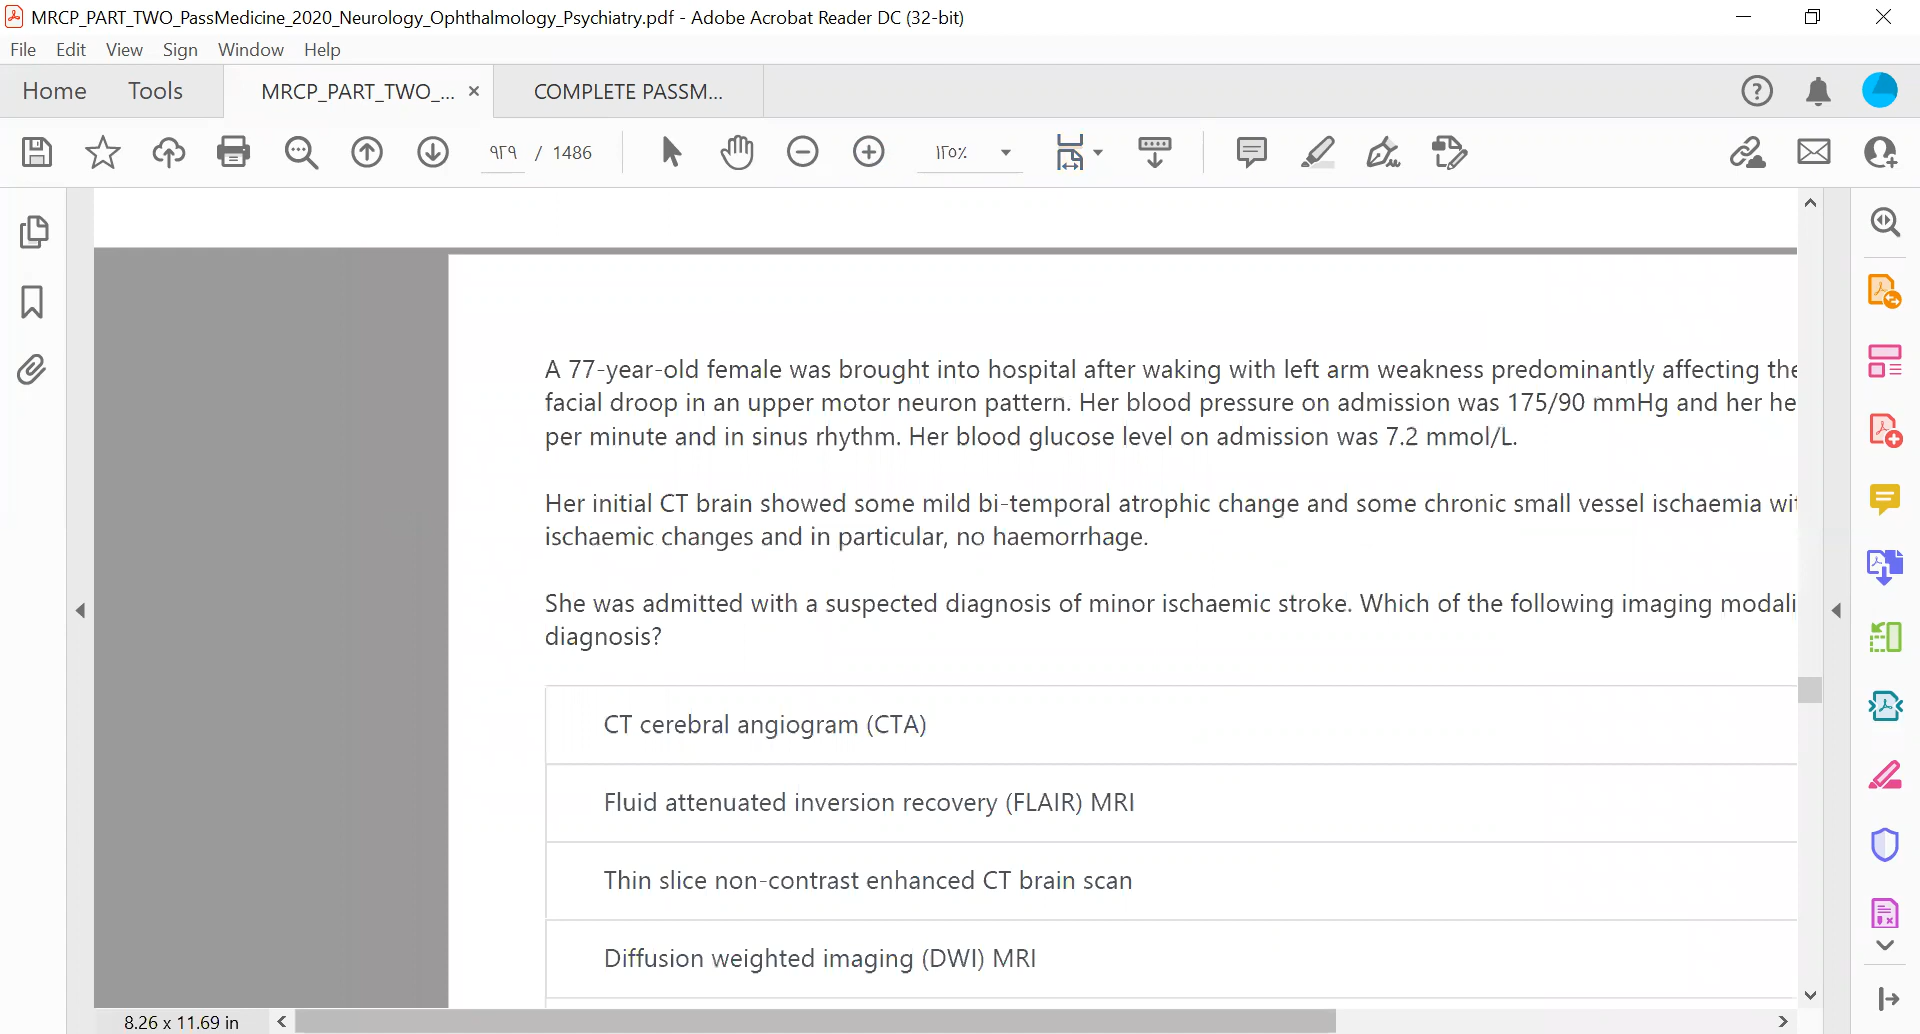 MRCP_PART_TWO_PassMedicine_2020_Neurology_Ophthalmology_Psychiatry.pdf - Adobe Acrobat Reader DC (32-bit)
File Edit View Sign Window Help
Home Tools MRCP_PART_TWO_... × COMPLETE PASSM...
٩٢٩ / 1486 ١٢٥٪
A 77-year-old female was brought into hospital after waking with left arm weakness predominantly affecting the
facial droop in an upper motor neuron pattern. Her blood pressure on admission was 175/90 mmHg and her he
per minute and in sinus rhythm. Her blood glucose level on admission was 7.2 mmol/L.
Her initial CT brain showed some mild bi-temporal atrophic change and some chronic small vessel ischaemia wit
ischaemic changes and in particular, no haemorrhage.
She was admitted with a suspected diagnosis of minor ischaemic stroke. Which of the following imaging modali
diagnosis?
CT cerebral angiogram (CTA)
Fluid attenuated inversion recovery (FLAIR) MRI
Thin slice non-contrast enhanced CT brain scan
Diffusion weighted imaging (DWI) MRI
8.26 x 11.69 in